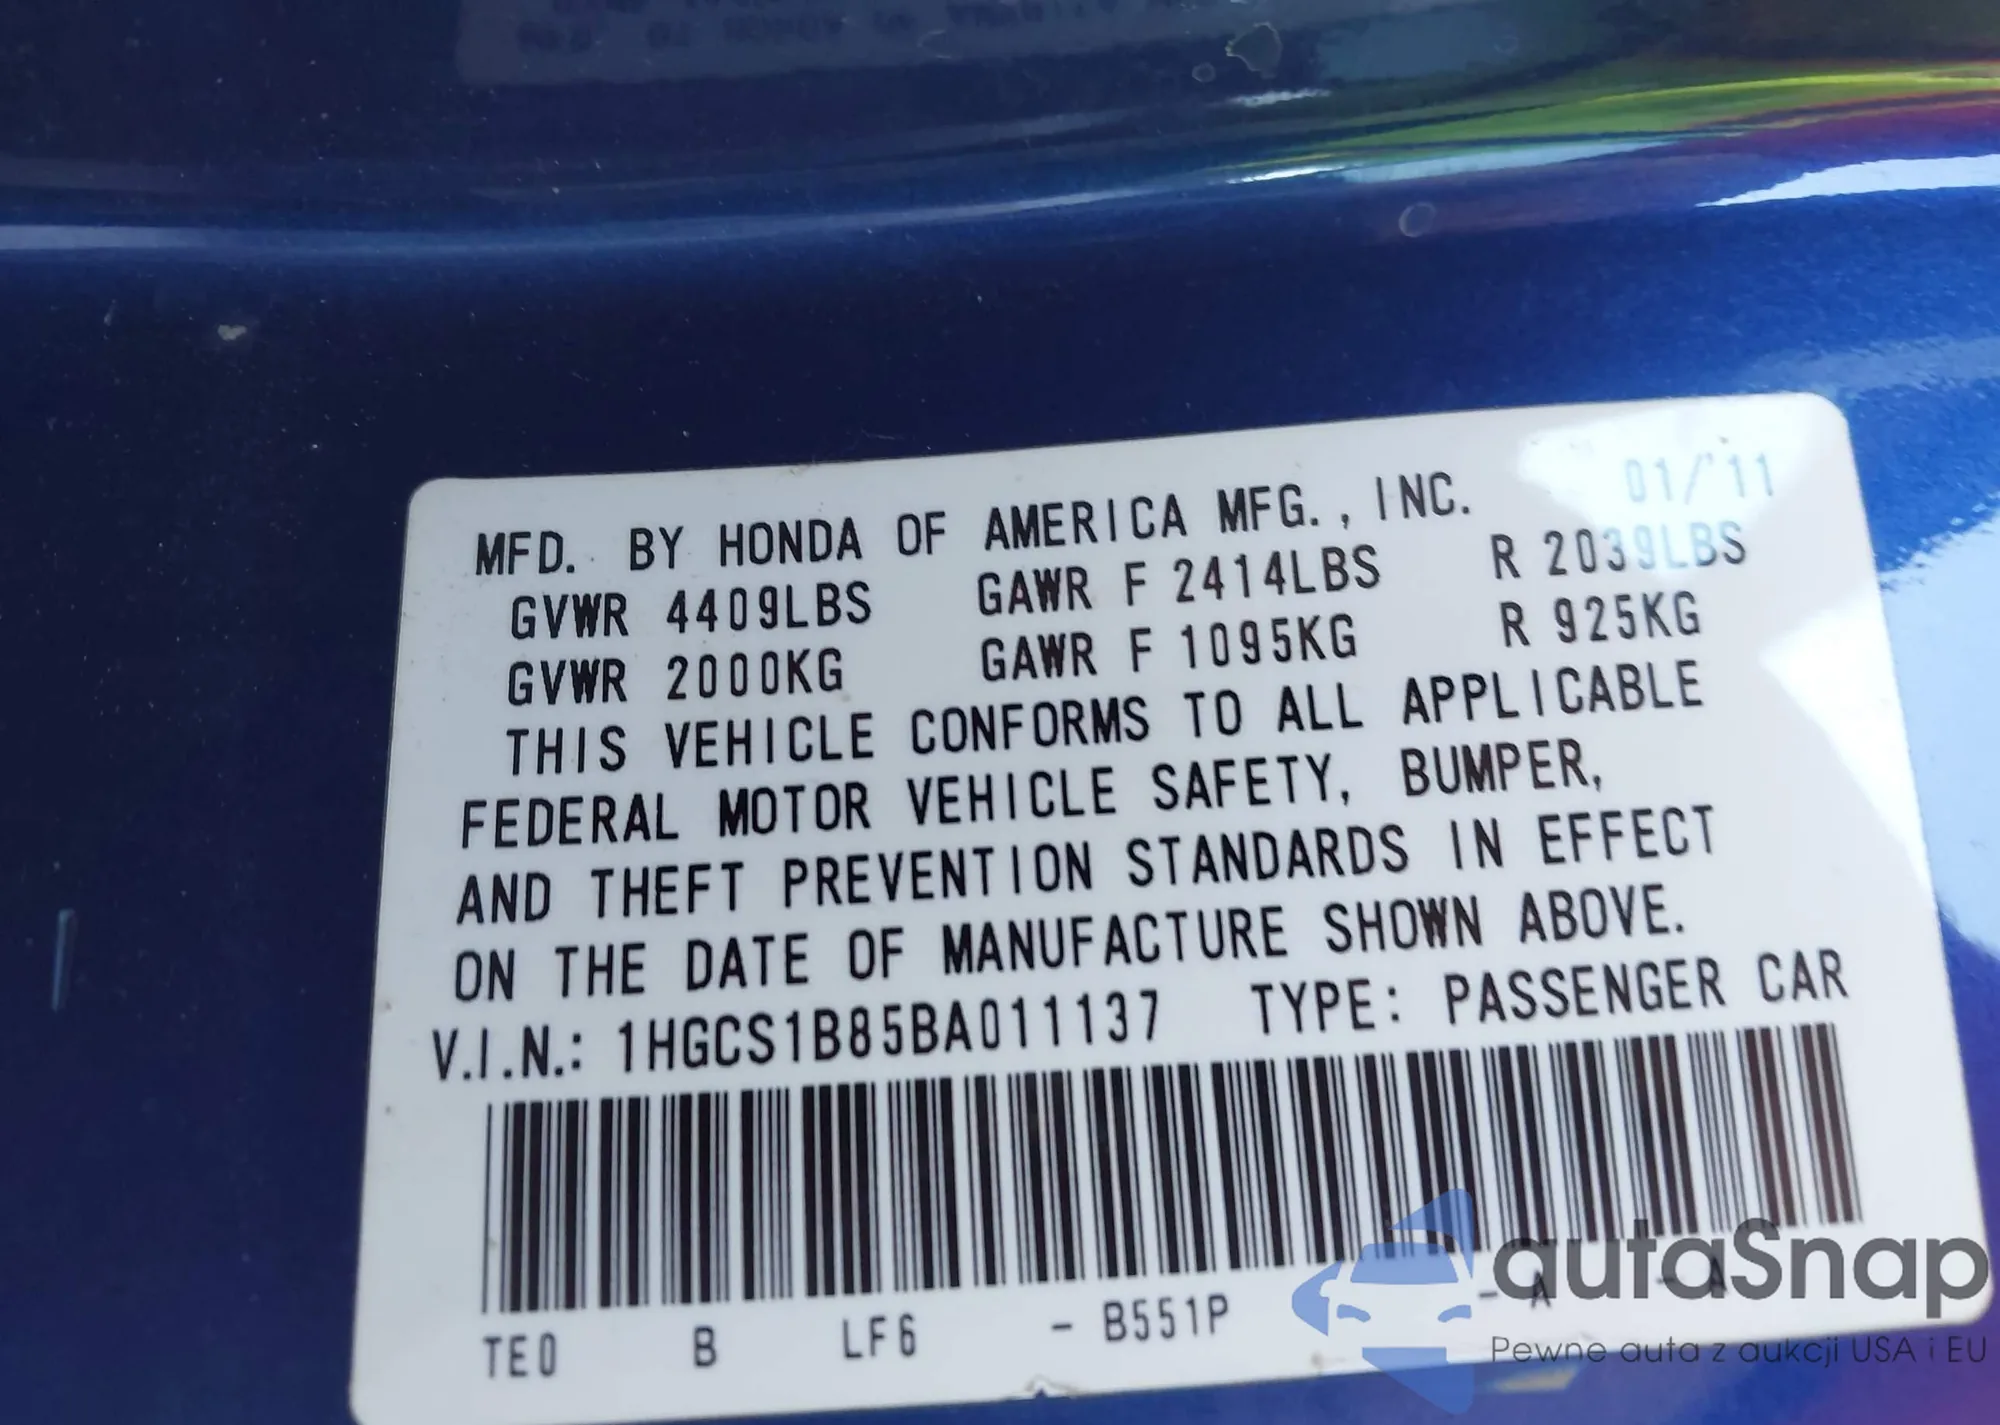 MFD. BY HONDA OF AMERICA MFG., INC. 01/11
GVWR 4409LBS GAWR F 2414LBS R 2039LBS
GVWR 2000KG GAWR F 1095KG R 925KG
THIS VEHICLE CONFORMS TO ALL APPLICABLE
FEDERAL MOTOR VEHICLE SAFETY, BUMPER,
AND THEFT PREVENTION STANDARDS IN EFFECT
ON THE DATE OF MANUFACTURE SHOWN ABOVE.
V.I.N.: 1HGCS1B85BA011137 TYPE: PASSENGER CAR
TE0 B LF6 - B551P - A - A
autaSnap
Pewne auta z aukcji USA i EU